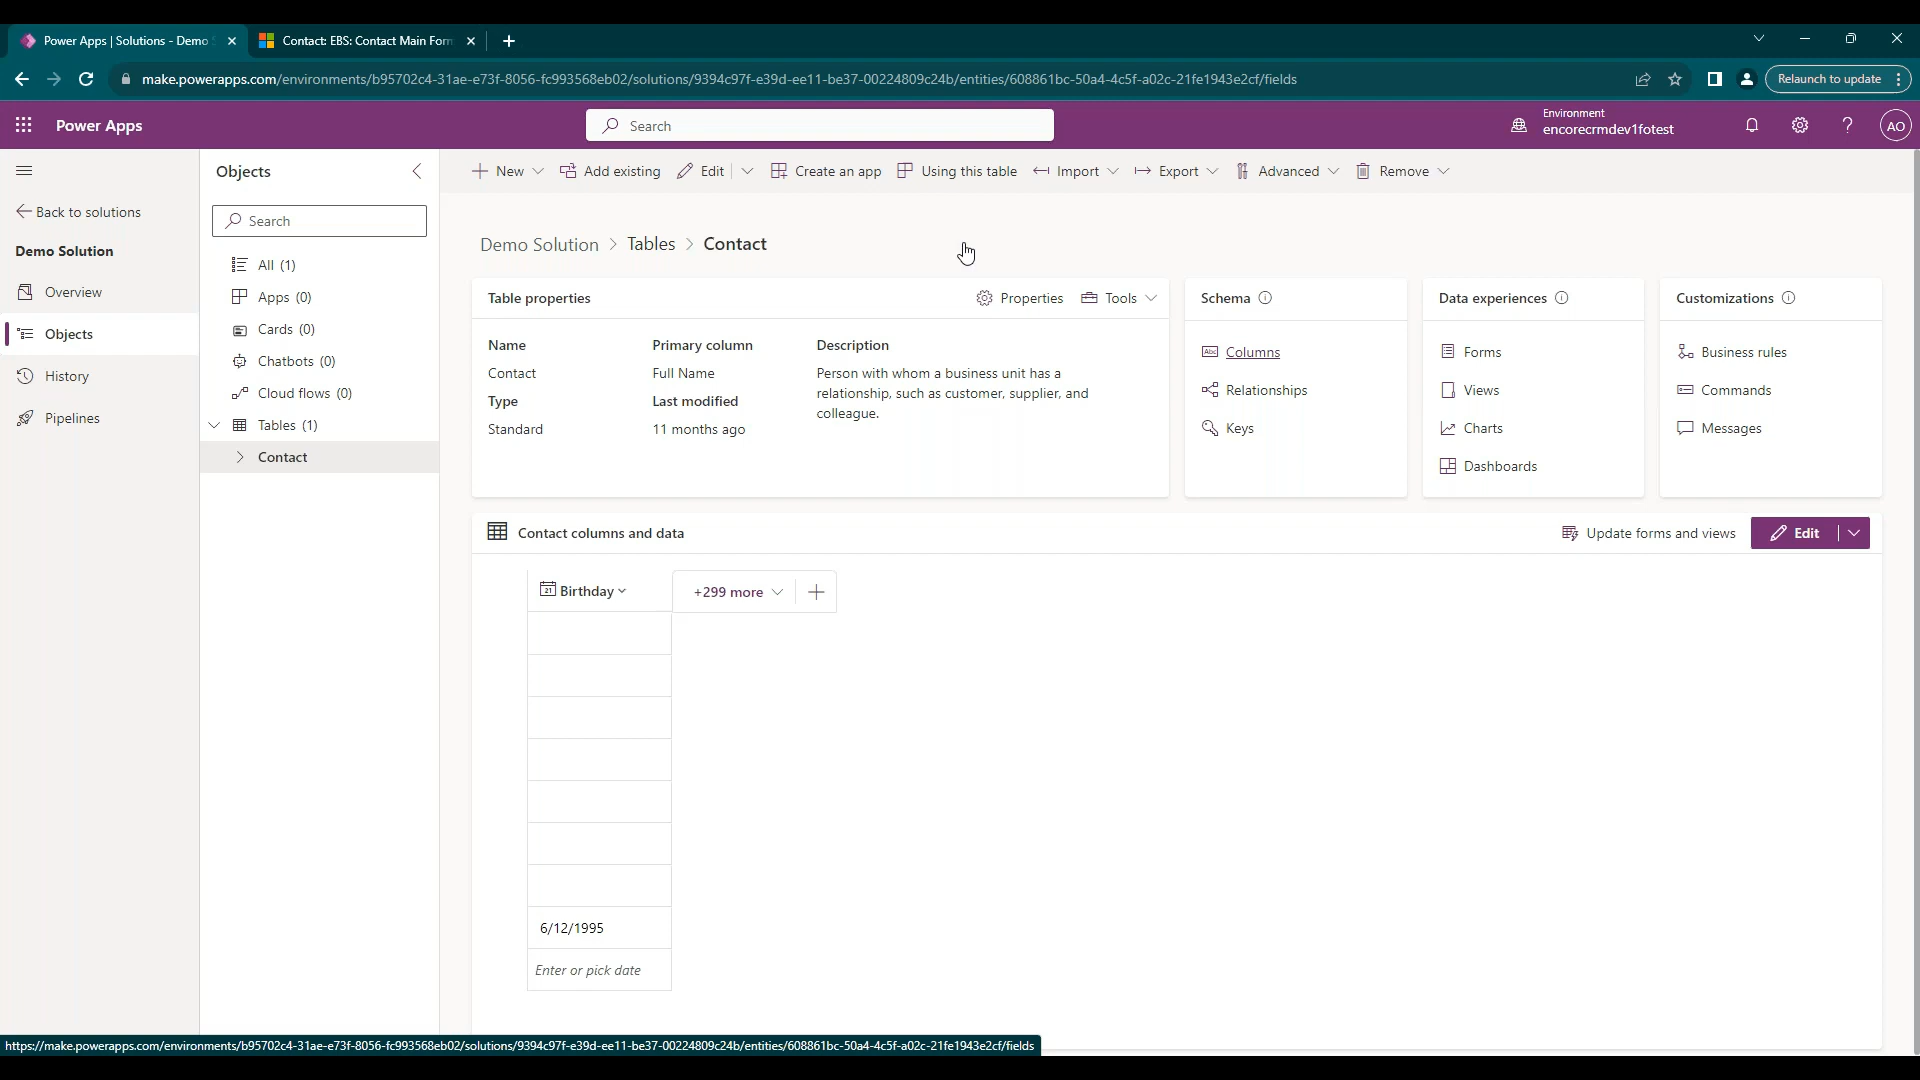 Power Apps | Solutions - Demo S
Contact: EBS: Contact Main Form
make.powerapps.com/environments/b95702c4-31ae-e73f-8056-fc993568eb02/solutions/9394c97f-e39d-ee11-be37-00224809c24b/entities/608861bc-50a4-4c5f-a02c-21fe1943e2cf/fields
Relaunch to update
Power Apps
Search
Environment
encorecrmdev1fotest
AO
Objects
New
Add existing
Edit
Create an app
Using this table
Import
Export
Advanced
Remove
Back to solutions
Demo Solution
Overview
Objects
History
Pipelines
Search
All (1)
Apps (0)
Cards (0)
Chatbots (0)
Cloud flows (0)
Tables (1)
Contact
Demo Solution > Tables > Contact
Table properties
Properties
Tools
Name
Contact
Type
Standard
Primary column
Full Name
Last modified
11 months ago
Description
Person with whom a business unit has a
relationship, such as customer, supplier, and
colleague.
Schema
Abc Columns
Relationships
Keys
Data experiences
Forms
Views
Charts
Dashboards
Customizations
Business rules
Commands
Messages
Contact columns and data
Update forms and views
Edit
21 Birthday
+299 more
6/12/1995
Enter or pick date
https://make.powerapps.com/environments/b95702c4-31ae-e73f-8056-fc993568eb02/solutions/9394c97f-e39d-ee11-be37-00224809c24b/entities/608861bc-50a4-4c5f-a02c-21fe1943e2cf/fields